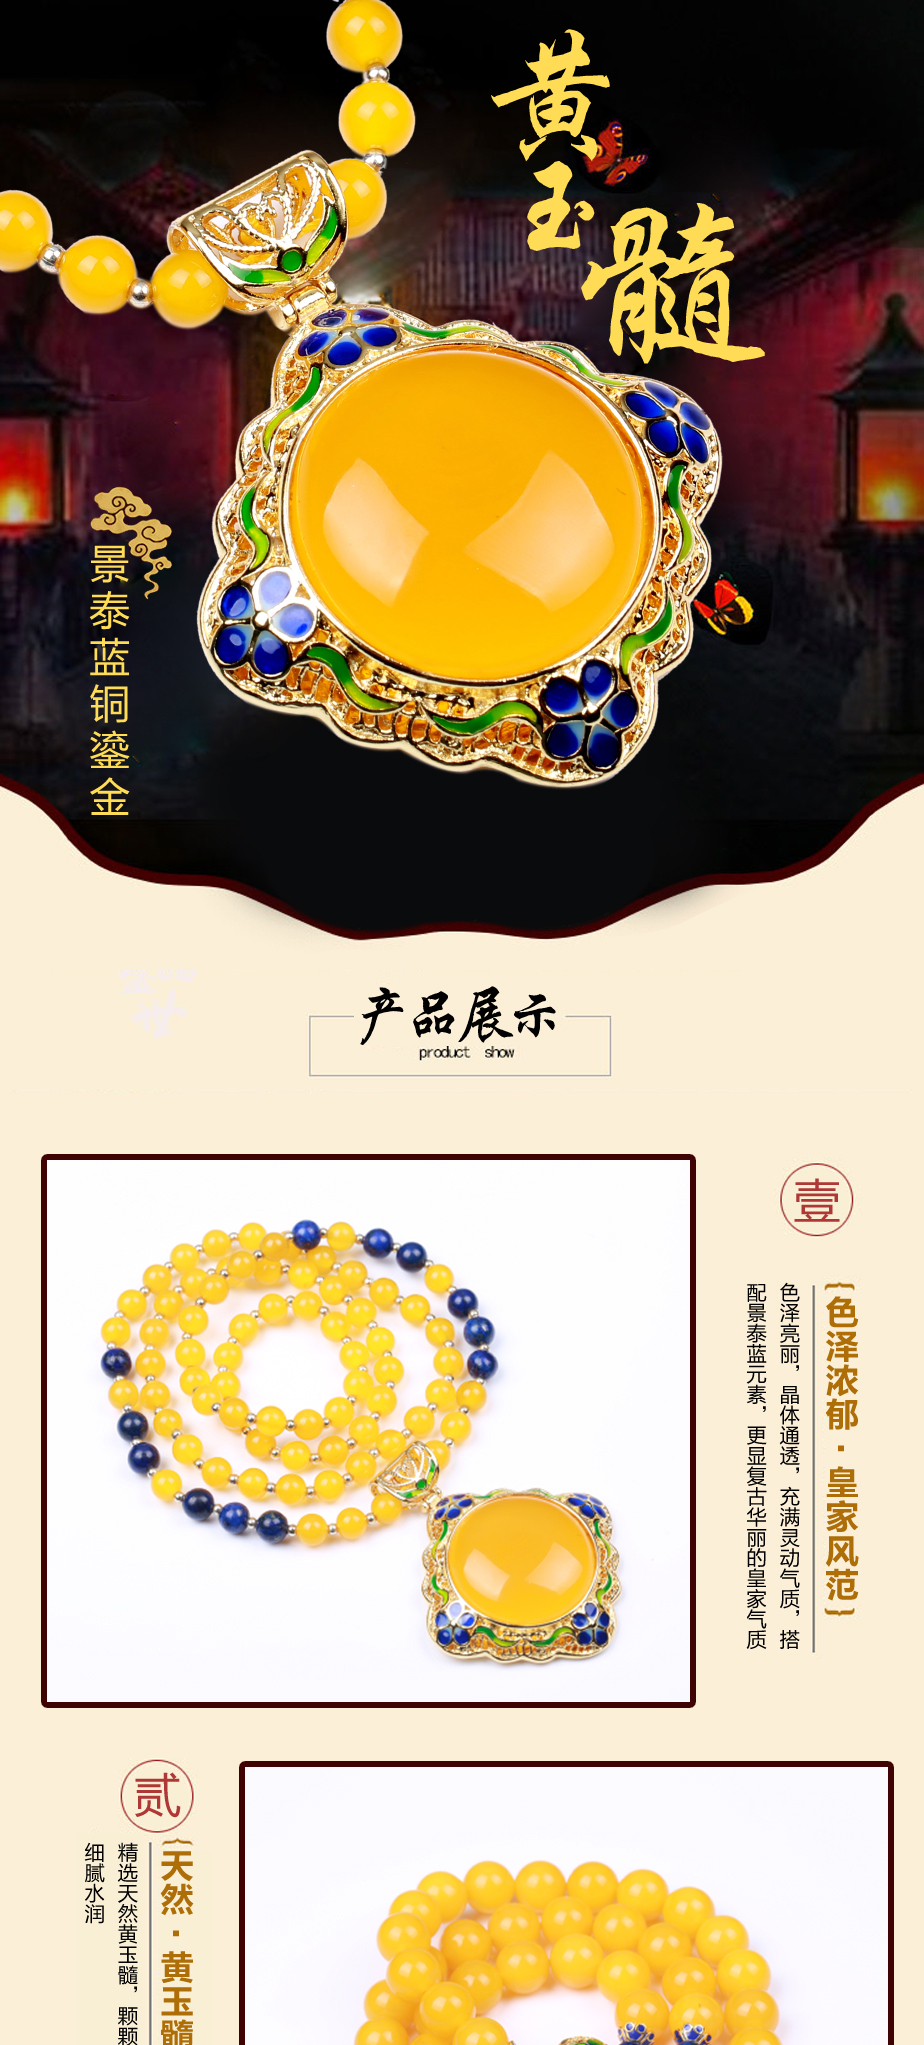 黄玉髓
景泰蓝铜鎏金
产品展示
product show
壹
{色泽浓郁·皇家风范}
色泽亮丽，晶体通透，充满灵动气质，搭
配景泰蓝元素，更显复古华丽的皇家气质
贰
{天然·黄玉髓
精选天然黄玉髓，颗颗
细腻水润